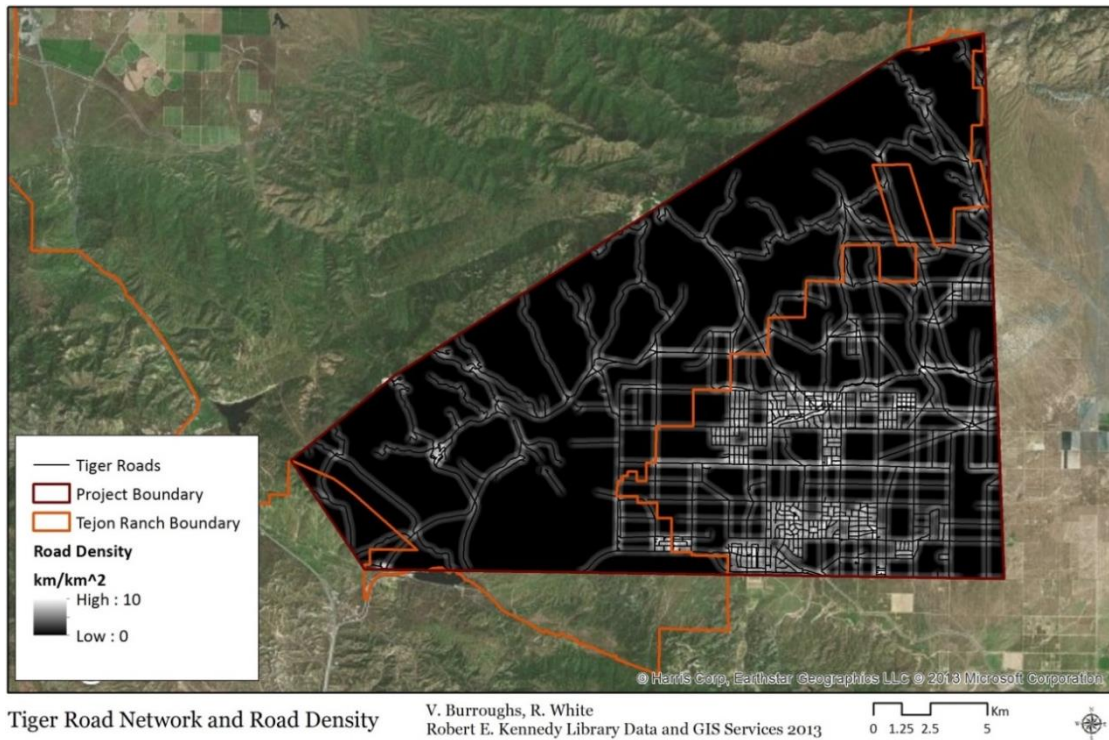 Tiger Roads
Project Boundary
Tejon Ranch Boundary
Road Density
km/km^2
High : 10
Low : 0
© Harris Corp, Earthstar Geographics LLC © 2013 Microsoft Corporation
Tiger Road Network and Road Density
V. Burroughs, R. White
Robert E. Kennedy Library Data and GIS Services 2013
Km
0 1.25 2.5 5